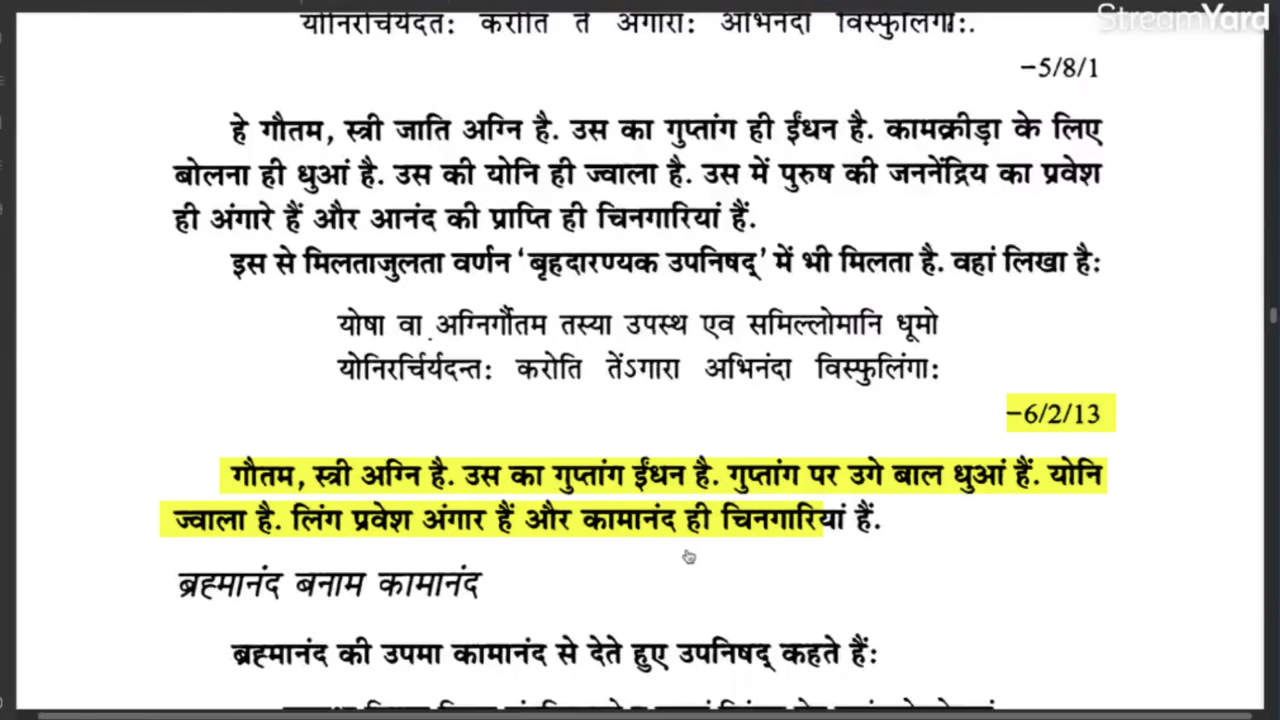 StreamYard
योनिरर्चिर्यदंतः करोति ते अंगाराः अभिनंदा विस्फुलिंगाः.
–5/8/1
हे गौतम, स्त्री जाति अग्नि है. उस का गुप्तांग ही ईंधन है. कामक्रीड़ा के लिए
बोलना ही धुआं है. उस की योनि ही ज्वाला है. उस में पुरुष की जननेंद्रिय का प्रवेश
ही अंगारे हैं और आनंद की प्राप्ति ही चिनगारियां हैं.
इस से मिलताजुलता वर्णन ‘बृहदारण्यक उपनिषद्’ में भी मिलता है. वहां लिखा है:
योषा वा अग्निर्गौतम तस्या उपस्थ एव समिल्लोमानि धूमो
योनिरर्चिर्यदन्तः करोति तेंऽगारा अभिनंदा विस्फुलिंगाः
–6/2/13
गौतम, स्त्री अग्नि है. उस का गुप्तांग ईंधन है. गुप्तांग पर उगे बाल धुआं हैं. योनि
ज्वाला है. लिंग प्रवेश अंगार हैं और कामानंद ही चिनगारियां हैं.
ब्रह्मानंद बनाम कामानंद
ब्रह्मानंद की उपमा कामानंद से देते हुए उपनिषद् कहते हैं: